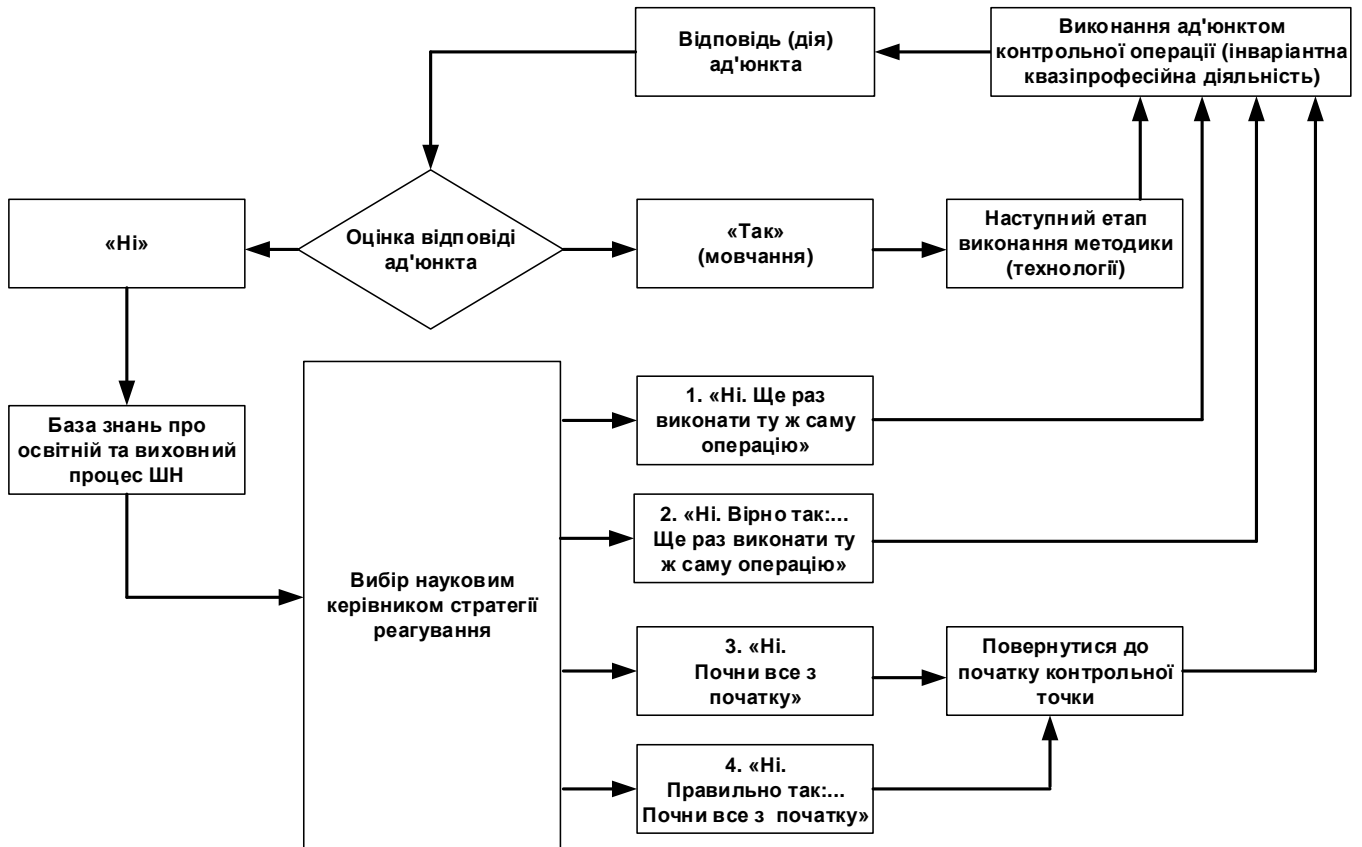 Відповідь (дія)
ад'юнкта
Виконання ад'юнктом
контрольної операції (інваріантна
квазіпрофесійна діяльність)
«Ні»
Оцінка відповіді
ад'юнкта
«Так»
(мовчання)
Наступний етап
виконання методики
(технології)
База знань про
освітній та виховний
процес ШН
Вибір науковим
керівником стратегії
реагування
1. «Ні. Ще раз
виконати ту ж саму
операцію»
2. «Ні. Вірно так:...
Ще раз виконати ту
ж саму операцію»
3. «Ні.
Почни все з
початку»
Повернутися до
початку контрольної
точки
4. «Ні.
Правильно так:...
Почни все з початку»